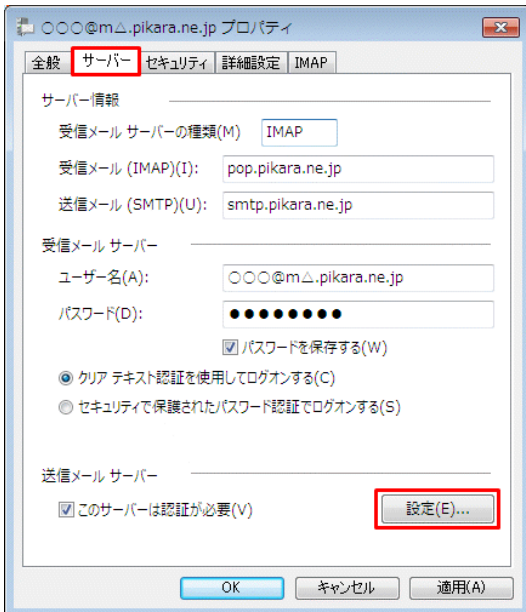 ○○○@m△.pikara.ne.jp プロパティ
全般 サーバー セキュリティ 詳細設定 IMAP
サーバー情報
受信メール サーバーの種類(M) IMAP
受信メール (IMAP)(I): pop.pikara.ne.jp
送信メール (SMTP)(U): smtp.pikara.ne.jp
受信メール サーバー
ユーザー名(A): ○○○@m△.pikara.ne.jp
パスワード(D): ●●●●●●●●
パスワードを保存する(W)
クリア テキスト認証を使用してログオンする(C)
セキュリティで保護されたパスワード認証でログオンする(S)
送信メール サーバー
このサーバーは認証が必要(V) 設定(E)...
OK キャンセル 適用(A)